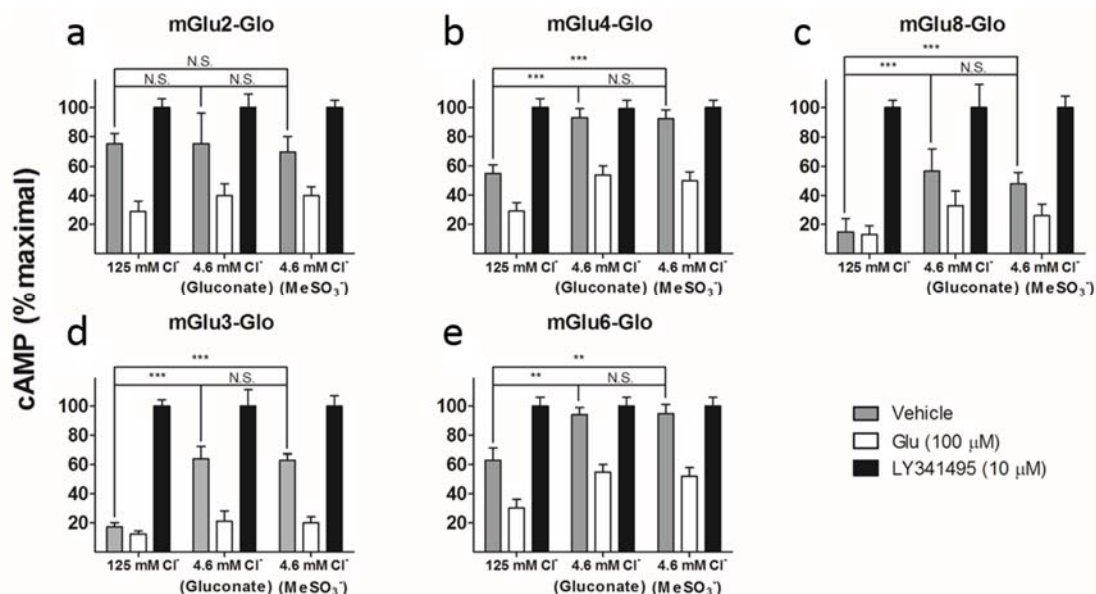 a
mGlu2-Glo
N.S.
N.S.
N.S.
100
80
60
40
20
125 mM Cl⁻ 4.6 mM Cl⁻ 4.6 mM Cl⁻
(Gluconate) (MeSO₃⁻)
b
mGlu4-Glo
***
***
N.S.
100
80
60
40
20
125 mM Cl⁻ 4.6 mM Cl⁻ 4.6 mM Cl⁻
(Gluconate) (MeSO₃⁻)
c
mGlu8-Glo
***
***
N.S.
100
80
60
40
20
125 mM Cl⁻ 4.6 mM Cl⁻ 4.6 mM Cl⁻
(Gluconate) (MeSO₃⁻)
cAMP (%maximal)
d
mGlu3-Glo
***
***
N.S.
100
80
60
40
20
125 mM Cl⁻ 4.6 mM Cl⁻ 4.6 mM Cl⁻
(Gluconate) (MeSO₃⁻)
e
mGlu6-Glo
**
**
N.S.
100
80
60
40
20
125 mM Cl⁻ 4.6 mM Cl⁻ 4.6 mM Cl⁻
(Gluconate) (MeSO₃⁻)
Vehicle
Glu (100 μM)
LY341495 (10 μM)